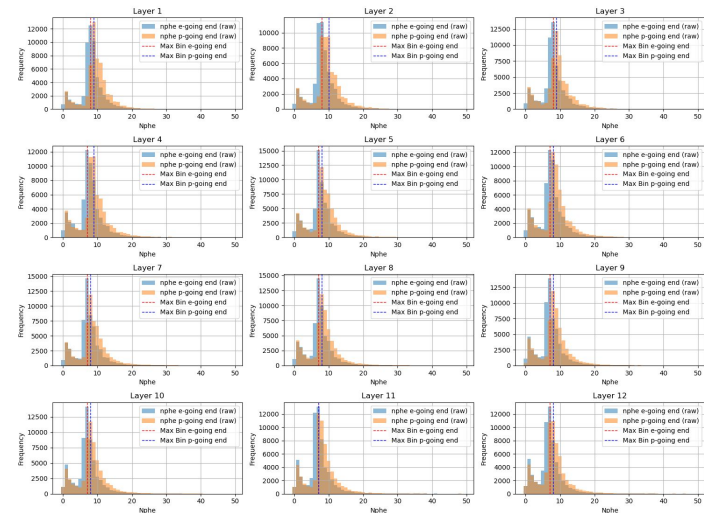 Layer 1
Frequency
12000
10000
8000
6000
4000
2000
0
nphe e-going end (raw)
nphe p-going end (raw)
Max Bin e-going end
Max Bin p-going end
0 10 20 30 40 50
Nphe
Layer 2
Frequency
10000
8000
6000
4000
2000
0
nphe e-going end (raw)
nphe p-going end (raw)
Max Bin e-going end
Max Bin p-going end
0 10 20 30 40 50
Nphe
Layer 3
Frequency
12000
10000
8000
6000
4000
2000
0
nphe e-going end (raw)
nphe p-going end (raw)
Max Bin e-going end
Max Bin p-going end
0 10 20 30 40 50
Nphe
Layer 4
Frequency
12000
10000
8000
6000
4000
2000
0
nphe e-going end (raw)
nphe p-going end (raw)
Max Bin e-going end
Max Bin p-going end
0 10 20 30 40 50
Nphe
Layer 5
Frequency
15000
12500
10000
7500
5000
2500
0
nphe e-going end (raw)
nphe p-going end (raw)
Max Bin e-going end
Max Bin p-going end
0 10 20 30 40 50
Nphe
Layer 6
Frequency
12000
10000
8000
6000
4000
2000
0
nphe e-going end (raw)
nphe p-going end (raw)
Max Bin e-going end
Max Bin p-going end
0 10 20 30 40 50
Nphe
Layer 7
Frequency
15000
12500
10000
7500
5000
2500
0
nphe e-going end (raw)
nphe p-going end (raw)
Max Bin e-going end
Max Bin p-going end
0 10 20 30 40 50
Nphe
Layer 8
Frequency
15000
12500
10000
7500
5000
2500
0
nphe e-going end (raw)
nphe p-going end (raw)
Max Bin e-going end
Max Bin p-going end
0 10 20 30 40 50
Nphe
Layer 9
Frequency
14000
12000
10000
8000
6000
4000
2000
0
nphe e-going end (raw)
nphe p-going end (raw)
Max Bin e-going end
Max Bin p-going end
0 10 20 30 40 50
Nphe
Layer 10
Frequency
12500
10000
7500
5000
2500
0
nphe e-going end (raw)
nphe p-going end (raw)
Max Bin e-going end
Max Bin p-going end
0 10 20 30 40 50
Nphe
Layer 11
Frequency
12000
10000
8000
6000
4000
2000
0
nphe e-going end (raw)
nphe p-going end (raw)
Max Bin e-going end
Max Bin p-going end
0 10 20 30 40 50
Nphe
Layer 12
Frequency
12000
10000
8000
6000
4000
2000
0
nphe e-going end (raw)
nphe p-going end (raw)
Max Bin e-going end
Max Bin p-going end
0 10 20 30 40 50
Nphe